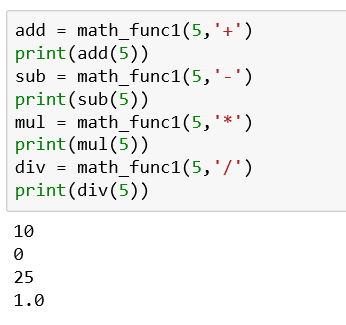 add = math_func1(5,'+')
print(add(5))
sub = math_func1(5,'-')
print(sub(5))
mul = math_func1(5,'*')
print(mul(5))
div = math_func1(5,'/')
print(div(5))
10
0
25
1.0